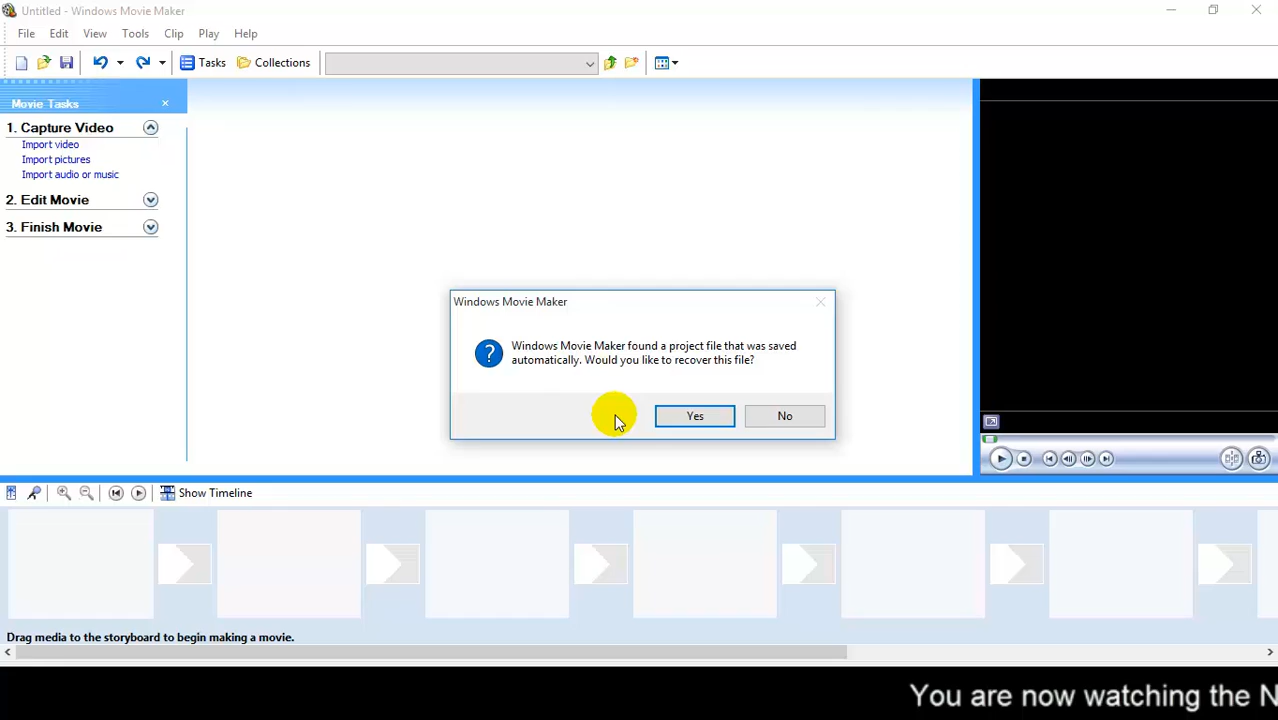 Untitled - Windows Movie Maker
File Edit View Tools Clip Play Help
Tasks Collections
Movie Tasks
1. Capture Video
Import video
Import pictures
Import audio or music
2. Edit Movie
3. Finish Movie
Windows Movie Maker
Windows Movie Maker found a project file that was saved
automatically. Would you like to recover this file?
Yes No
Show Timeline
Drag media to the storyboard to begin making a movie.
You are now watching the N